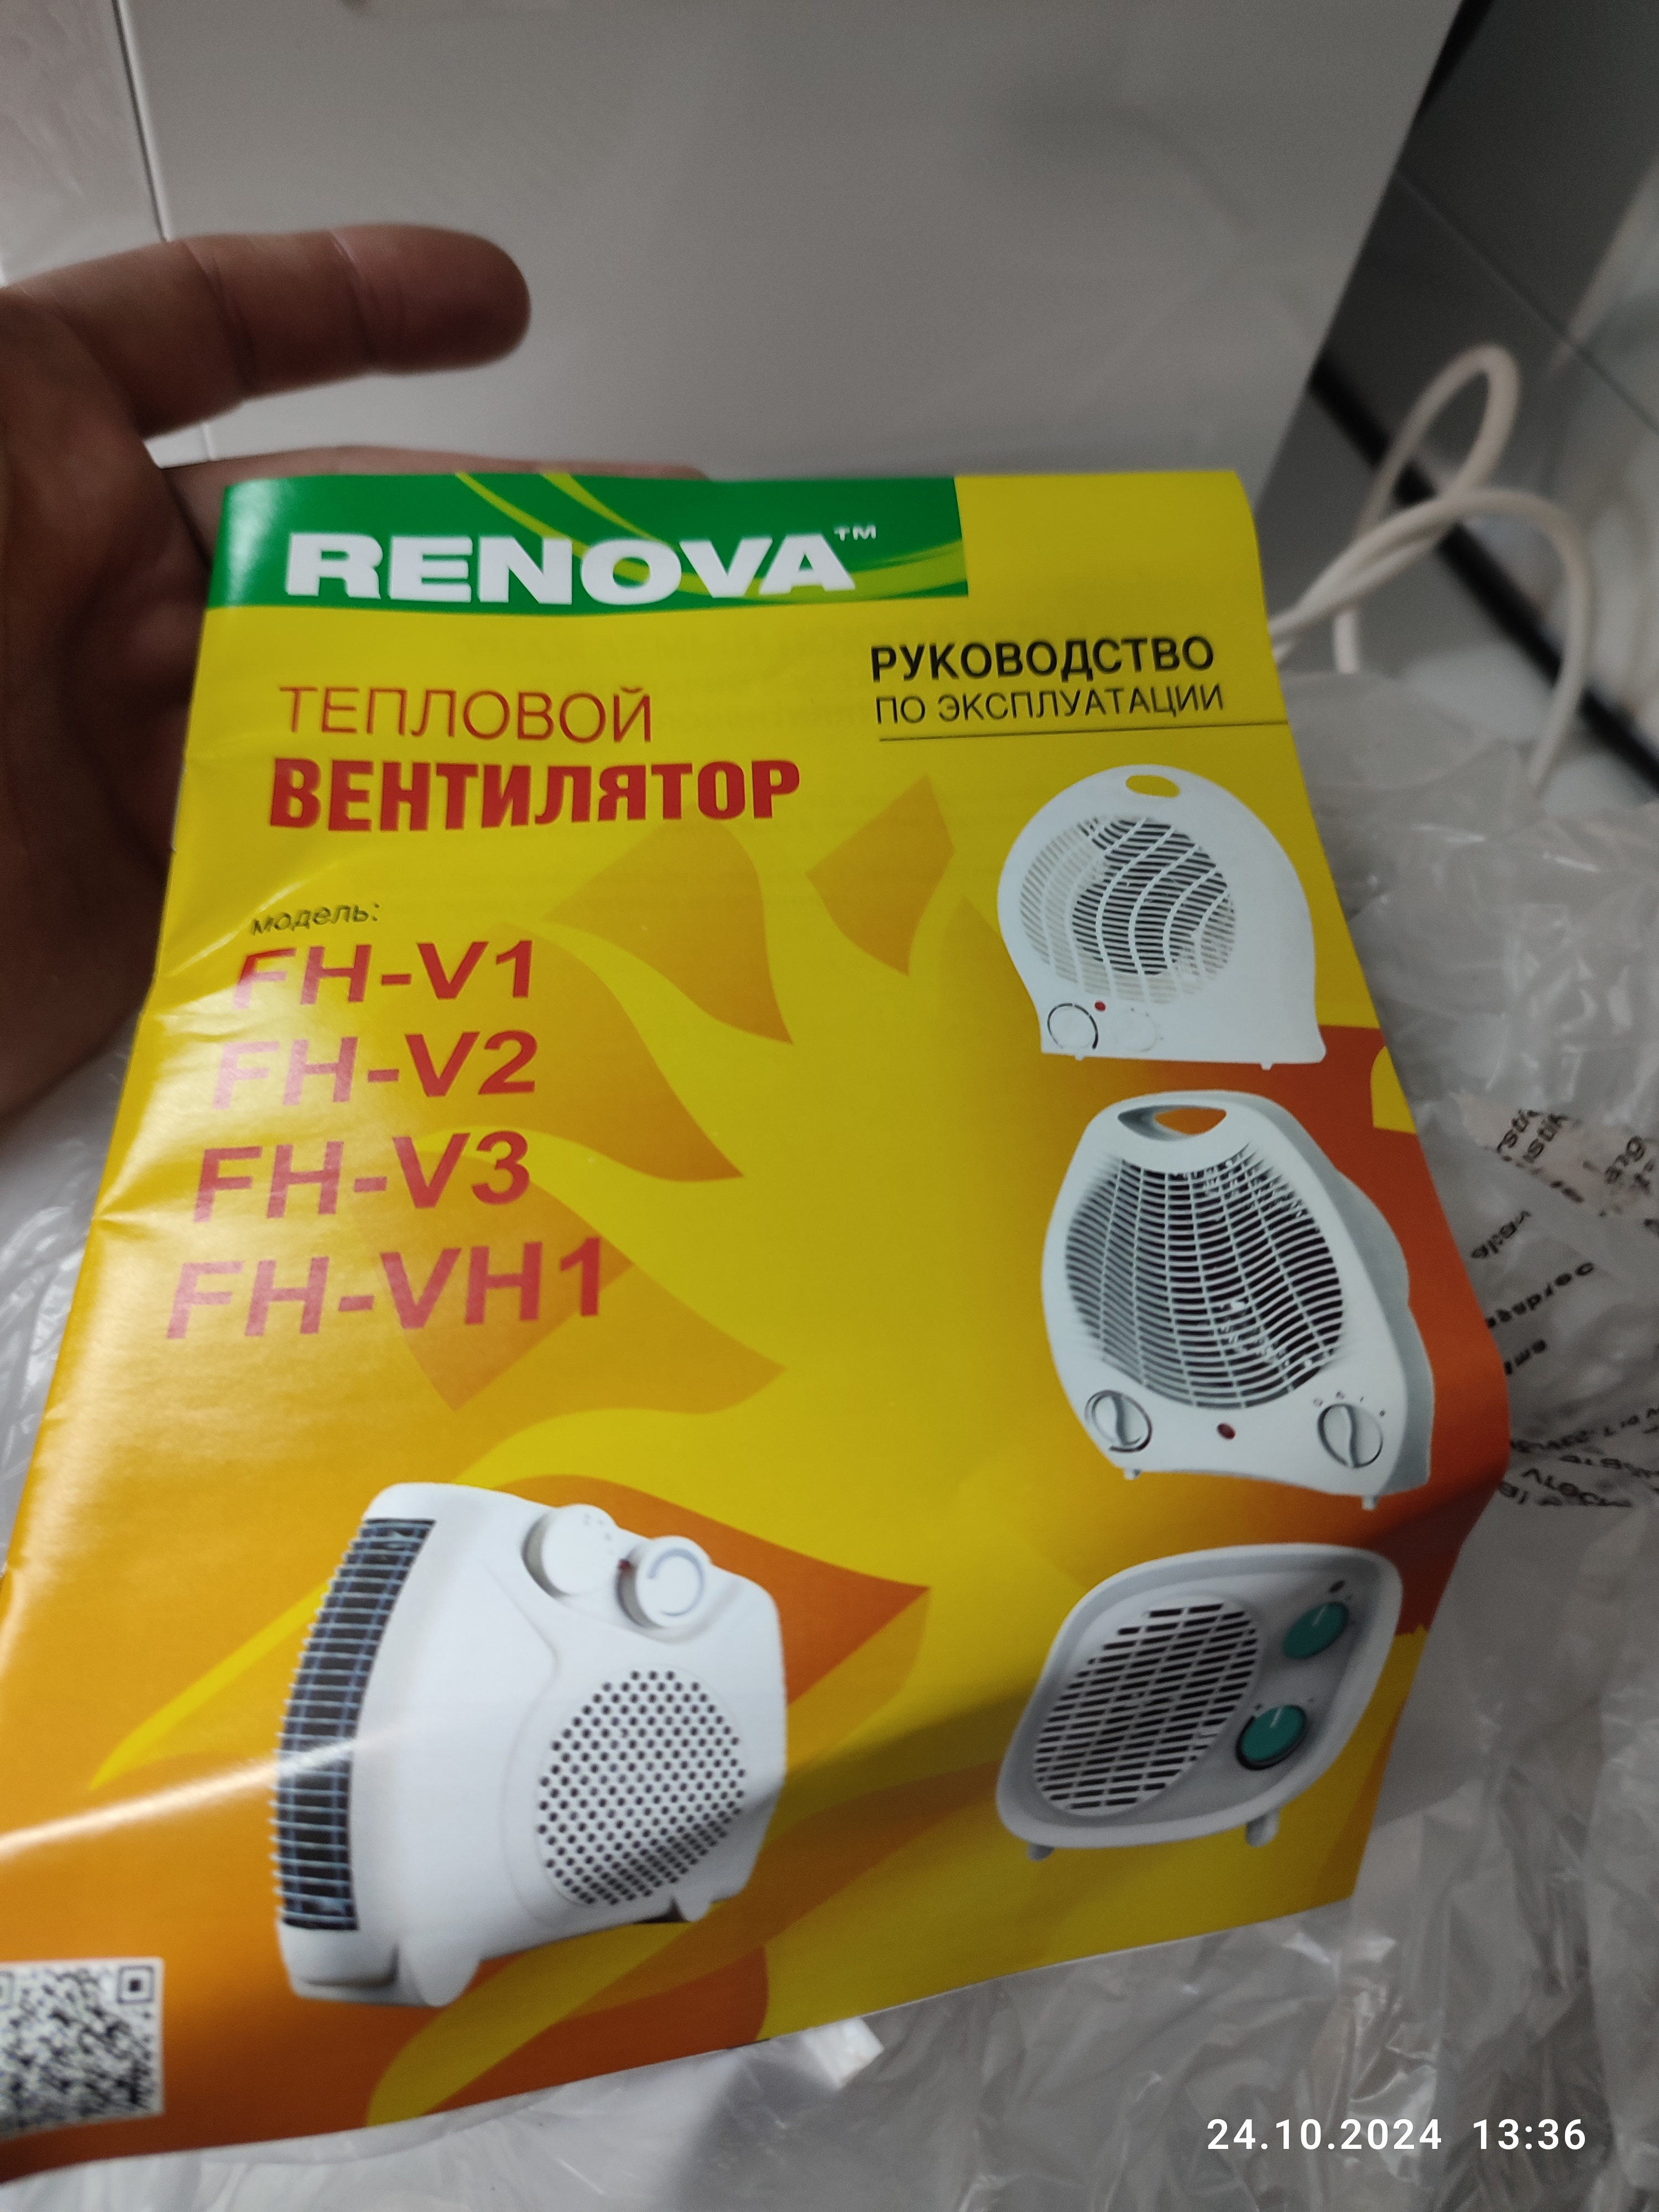 RENOVA™
РУКОВОДСТВО
ПО ЭКСПЛУАТАЦИИ
ТЕПЛОВОЙ
ВЕНТИЛЯТОР
модель:
FH-V1
FH-V2
FH-V3
FH-VH1
24.10.2024 13:36